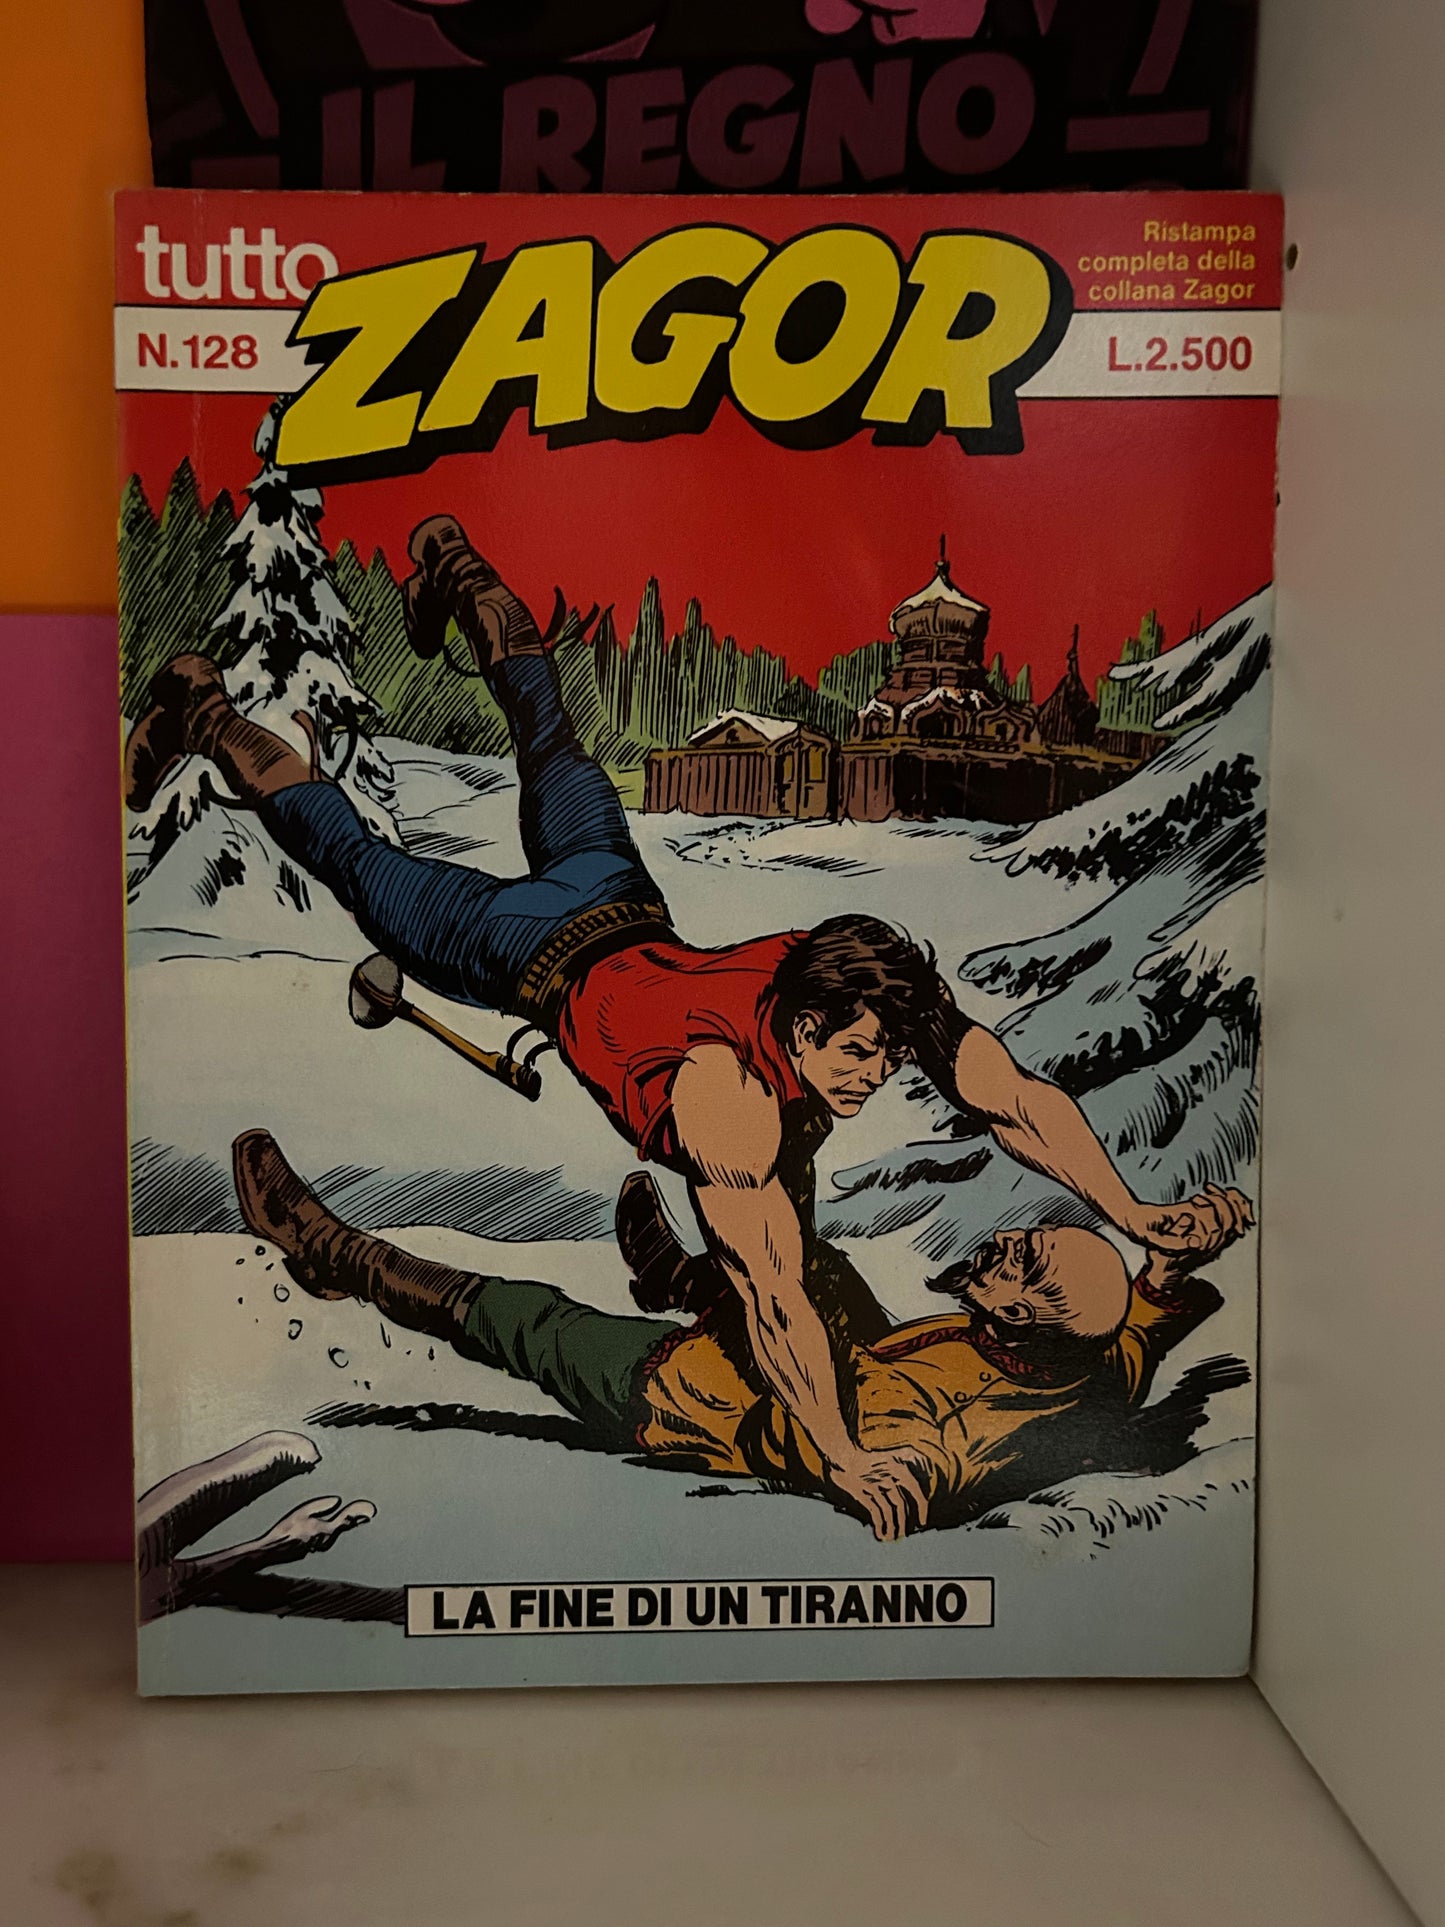 IL REGNO
tutto
ZAGOR
Ristampa
completa della
collana Zagor
N.128
L.2.500
LA FINE DI UN TIRANNO